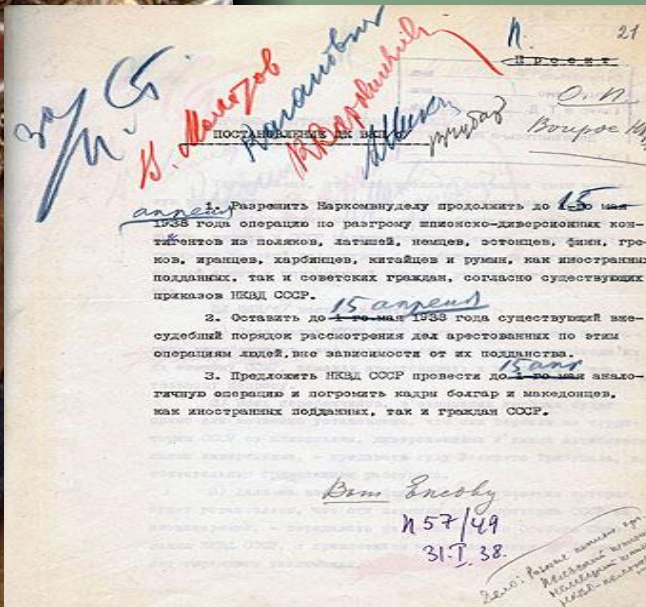 п. 21
Проект
за
И. Ст.
В. Молотов
Каганович
К Ворошилов
А Микоян
Чубарь
О.П.
Вопрос НКВД
ПОСТАНОВЛЕНИЕ ЦК ВКП/б/
1. Разрешить Наркомвнуделу продолжить до 15
апреля
1938 года операцию по разгрому шпионско-диверсионных кон-
тингентов из поляков, латышей, немцев, эстонцев, финн, гре-
ков, иранцев, харбинцев, китайцев и румын, как иностранных
подданных, так и советских граждан, согласно существующих
приказов НКВД СССР.
15 апреля
2. Оставить до 1-го мая 1938 года существующий вне-
судебный порядок рассмотрения дел арестованных по этим
операциям людей, вне зависимости от их подданства.
15 апр
3. Предложить НКВД СССР провести до 1-го мая анало-
гичную операцию и погромить кадры болгар и македонцев,
как иностранных подданных, так и граждан СССР.
Вып Ежову
п 57/49
31.I.38.